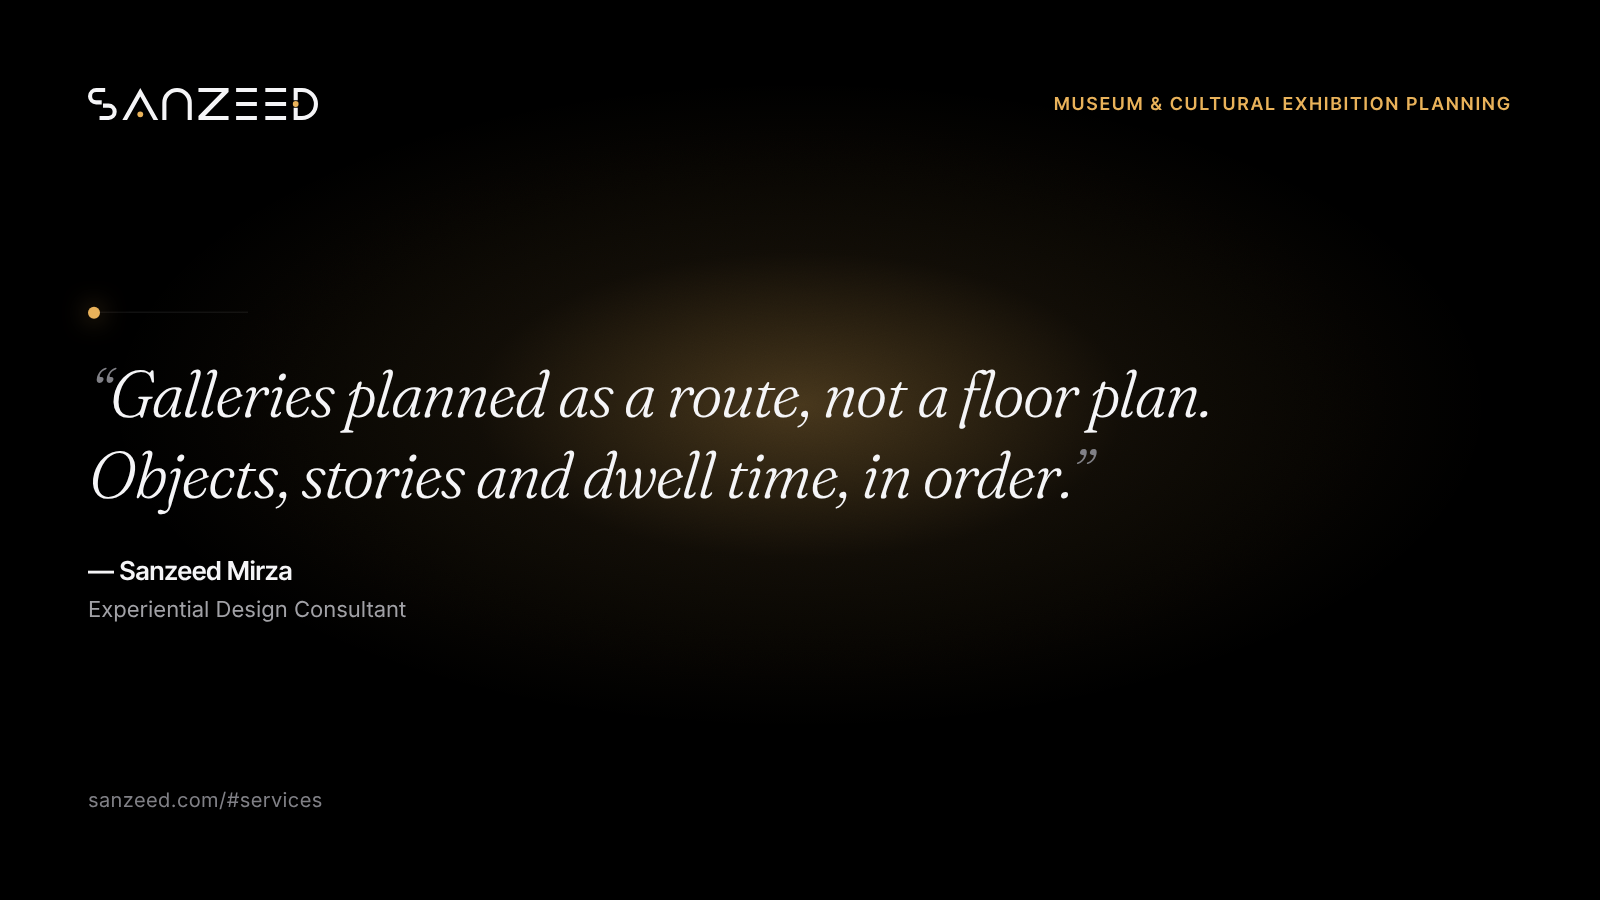 SANZEED
MUSEUM & CULTURAL EXHIBITION PLANNING
“Galleries planned as a route, not a floor plan.
Objects, stories and dwell time, in order.”
— Sanzeed Mirza
Experiential Design Consultant
sanzeed.com/#services